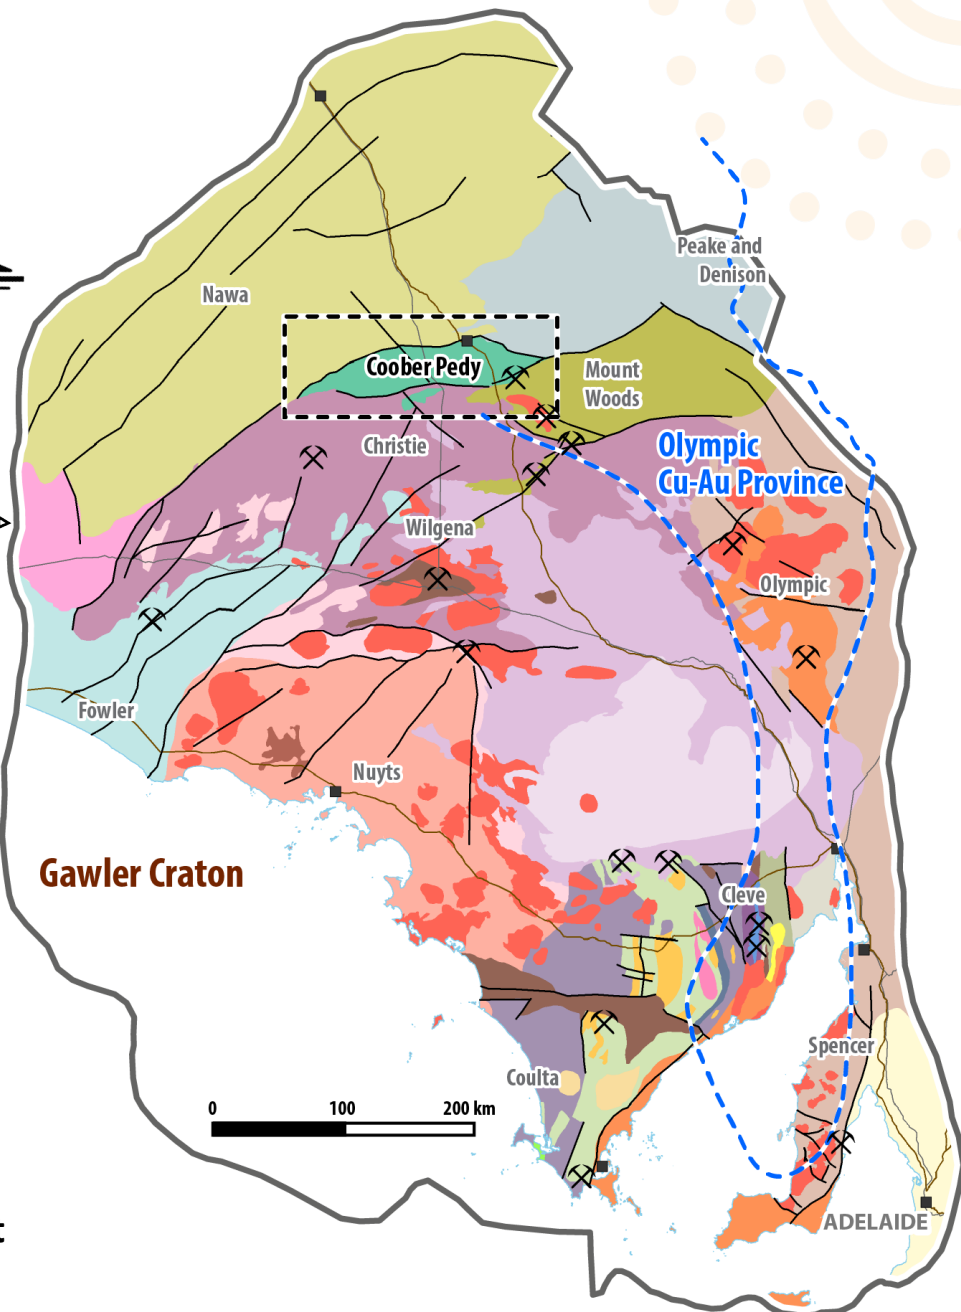 Peake and
Denison
Nawa
Coober Pedy
Mount
Woods
Christie
Olympic
Cu-Au Province
Wilgena
Olympic
Fowler
Nuyts
Gawler Craton
Cleve
Spencer
Coulta
0 100 200 km
ADELAIDE